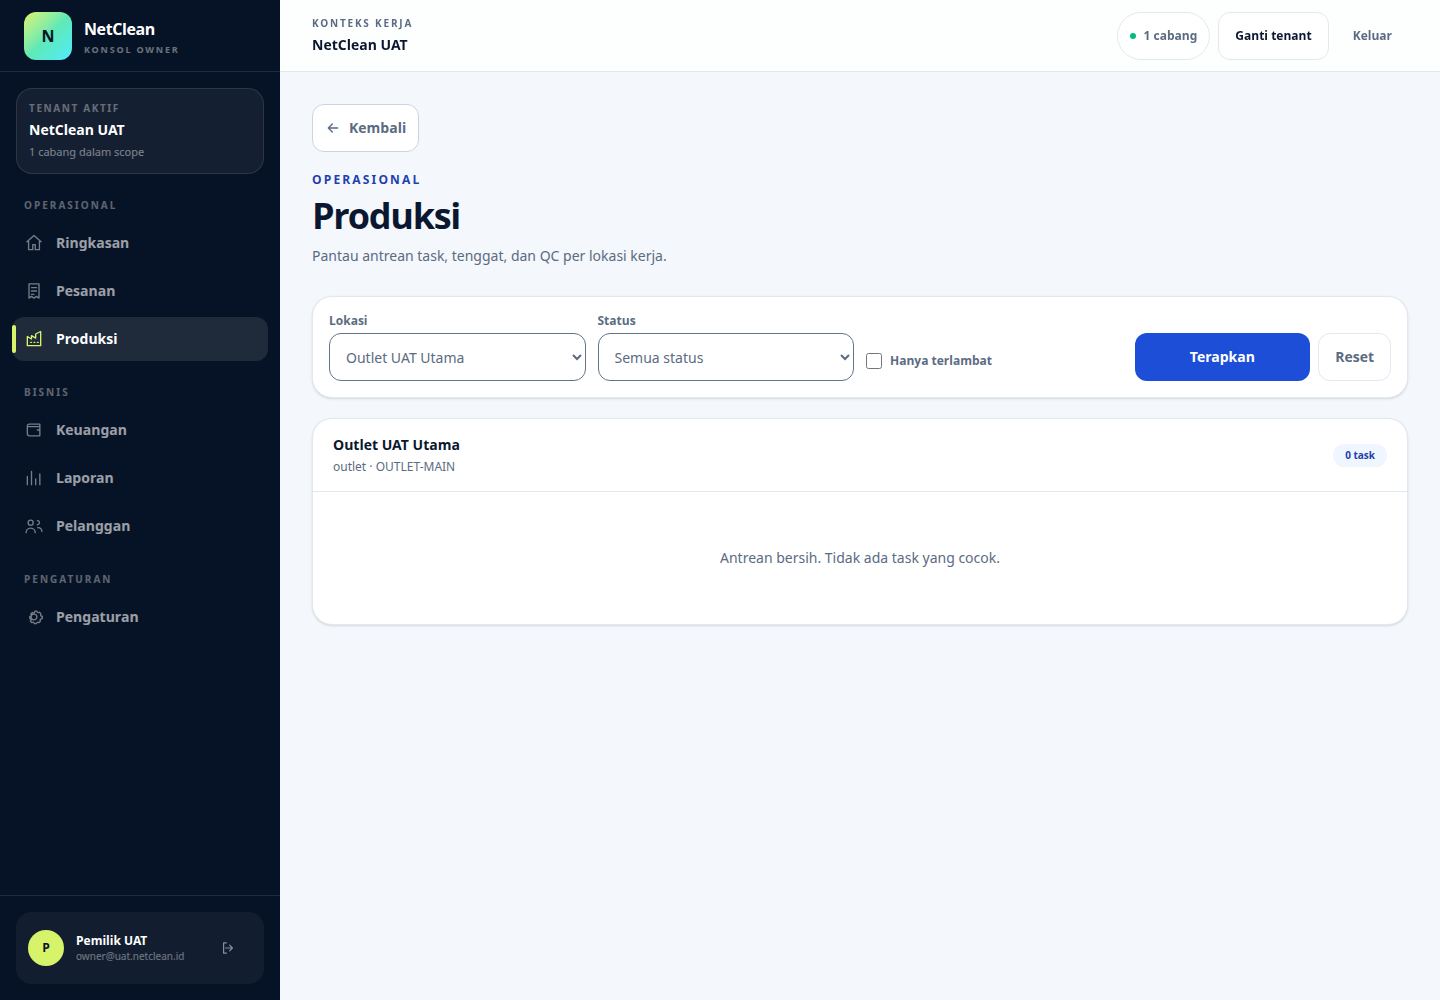 N
NetClean
KONSOL OWNER
TENANT AKTIF
NetClean UAT
1 cabang dalam scope
OPERASIONAL
Ringkasan
Pesanan
Produksi
BISNIS
Keuangan
Laporan
Pelanggan
PENGATURAN
Pengaturan
P
Pemilik UAT
owner@uat.netclean.id
KONTEKS KERJA
NetClean UAT
1 cabang
Ganti tenant
Keluar
Kembali
OPERASIONAL
Produksi
Pantau antrean task, tenggat, dan QC per lokasi kerja.
Lokasi
Outlet UAT Utama
Status
Semua status
Hanya terlambat
Terapkan
Reset
Outlet UAT Utama
outlet · OUTLET-MAIN
0 task
Antrean bersih. Tidak ada task yang cocok.